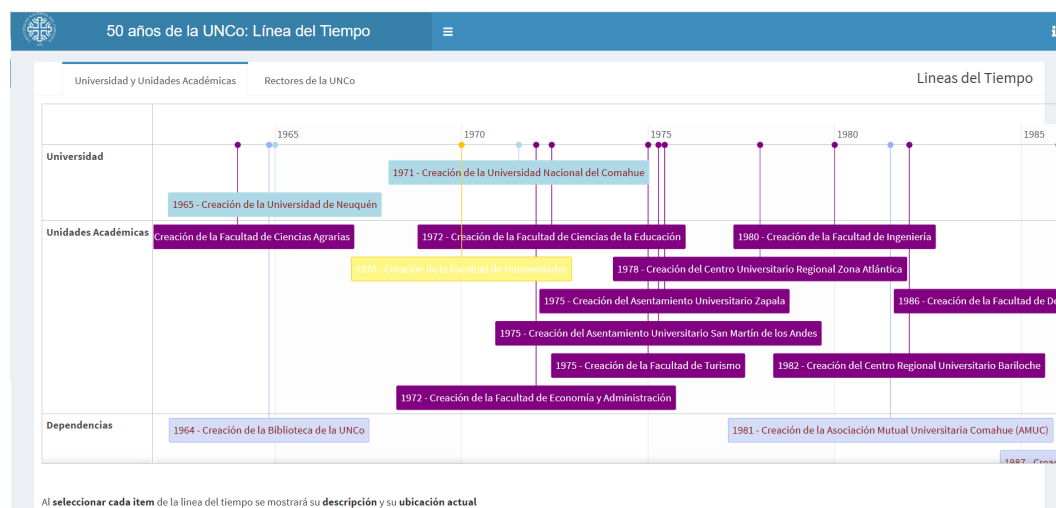 50 años de la UNCo: Línea del Tiempo
Universidad y Unidades Académicas
Rectores de la UNCo
Lineas del Tiempo
1965
1970
1975
1980
1985
Universidad
1971 - Creación de la Universidad Nacional del Comahue
1965 - Creación de la Universidad de Neuquén
Unidades Académicas
Creación de la Facultad de Ciencias Agrarias
1972 - Creación de la Facultad de Ciencias de la Educación
1980 - Creación de la Facultad de Ingeniería
1970 - Creación de la Facultad de Humanidades
1978 - Creación del Centro Universitario Regional Zona Atlántica
1975 - Creación del Asentamiento Universitario Zapala
1986 - Creación de la Facultad de De
1975 - Creación del Asentamiento Universitario San Martín de los Andes
1975 - Creación de la Facultad de Turismo
1982 - Creación del Centro Regional Universitario Bariloche
1972 - Creación de la Facultad de Economía y Administración
Dependencias
1964 - Creación de la Biblioteca de la UNCo
1981 - Creación de la Asociación Mutual Universitaria Comahue (AMUC)
Al seleccionar cada item de la linea del tiempo se mostrará su descripción y su ubicación actual